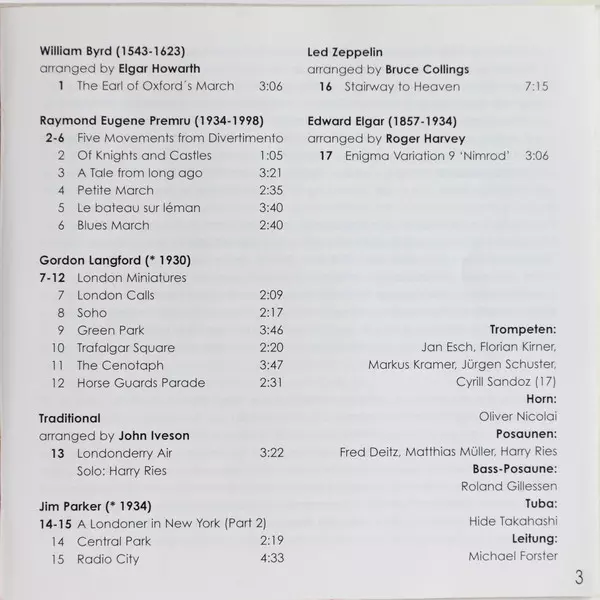 William Byrd (1543-1623)
arranged by Elgar Howarth
1 The Earl of Oxford´s March 3:06
Raymond Eugene Premru (1934-1998)
2-6 Five Movements from Divertimento
2 Of Knights and Castles 1:05
3 A Tale from long ago 3:21
4 Petite March 2:35
5 Le bateau sur léman 3:40
6 Blues March 2:40
Gordon Langford (* 1930)
7-12 London Miniatures
7 London Calls 2:09
8 Soho 2:17
9 Green Park 3:46
10 Trafalgar Square 2:20
11 The Cenotaph 3:47
12 Horse Guards Parade 2:31
Traditional
arranged by John Iveson
13 Londonderry Air 3:22
Solo: Harry Ries
Jim Parker (* 1934)
14-15 A Londoner in New York (Part 2)
14 Central Park 2:19
15 Radio City 4:33
Led Zeppelin
arranged by Bruce Collings
16 Stairway to Heaven 7:15
Edward Elgar (1857-1934)
arranged by Roger Harvey
17 Enigma Variation 9 ‘Nimrod’ 3:06
Trompeten:
Jan Esch, Florian Kirner,
Markus Kramer, Jürgen Schuster,
Cyrill Sandoz (17)
Horn:
Oliver Nicolai
Posaunen:
Fred Deitz, Matthias Müller, Harry Ries
Bass-Posaune:
Roland Gillessen
Tuba:
Hide Takahashi
Leitung:
Michael Forster
3